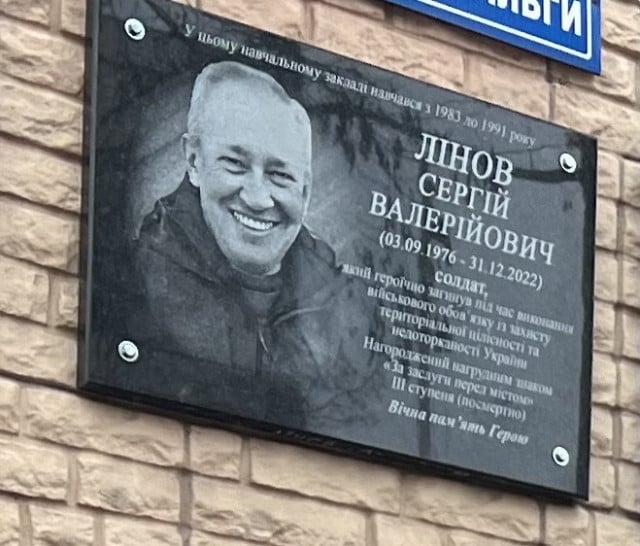 У цьому навчальному закладі навчався з 1983 до 1991 року
ЛІНОВ
СЕРГІЙ
ВАЛЕРІЙОВИЧ
(03.09.1976 - 31.12.2022)
солдат,
який героїчно загинув під час виконання
військового обов'язку із захисту
територіальної цілісності та
недоторканості України
Нагороджений нагрудним знаком
«За заслуги перед містом»
ІІІ ступеня (посмертно)
Вічна пам'ять Герою